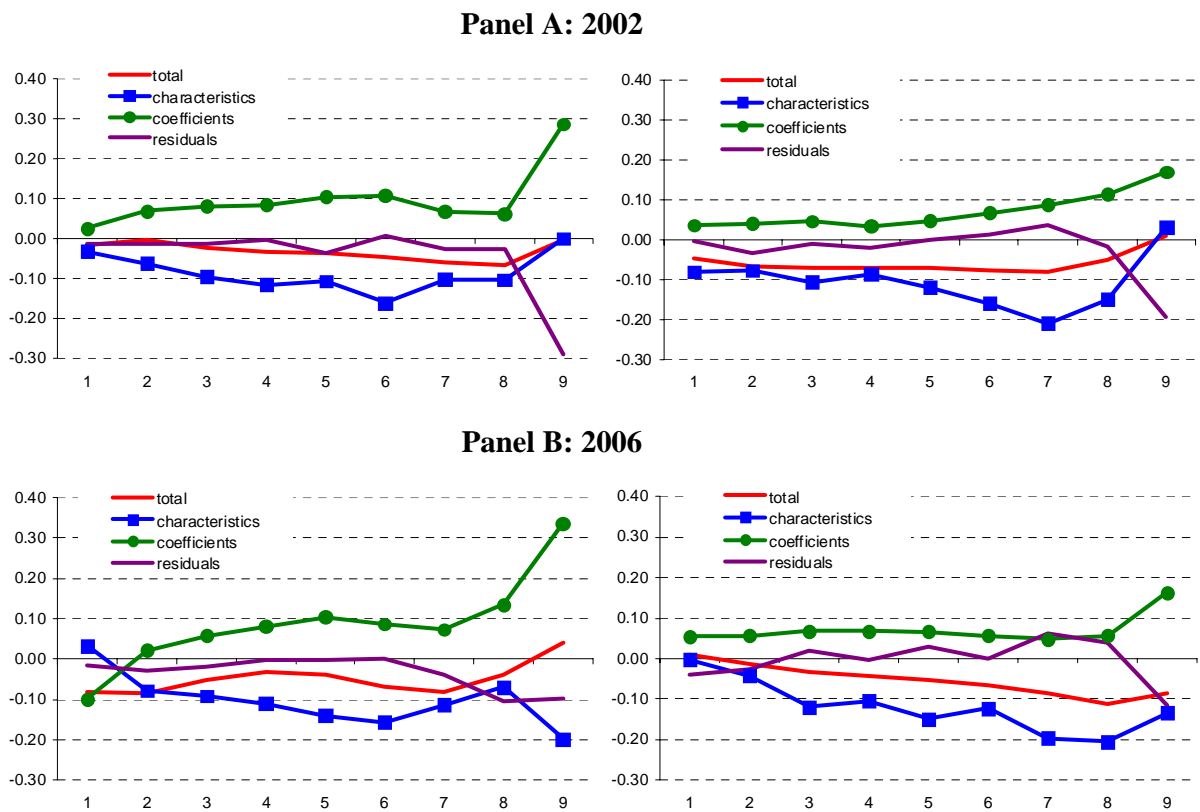 Panel A: 2002
total
characteristics
coefficients
residuals
0.40
0.30
0.20
0.10
0.00
-0.10
-0.20
-0.30
1 2 3 4 5 6 7 8 9
total
characteristics
coefficients
residuals
0.40
0.30
0.20
0.10
0.00
-0.10
-0.20
-0.30
1 2 3 4 5 6 7 8 9
Panel B: 2006
total
characteristics
coefficients
residuals
0.40
0.30
0.20
0.10
0.00
-0.10
-0.20
-0.30
1 2 3 4 5 6 7 8 9
total
characteristics
coefficients
residuals
0.40
0.30
0.20
0.10
0.00
-0.10
-0.20
-0.30
1 2 3 4 5 6 7 8 9